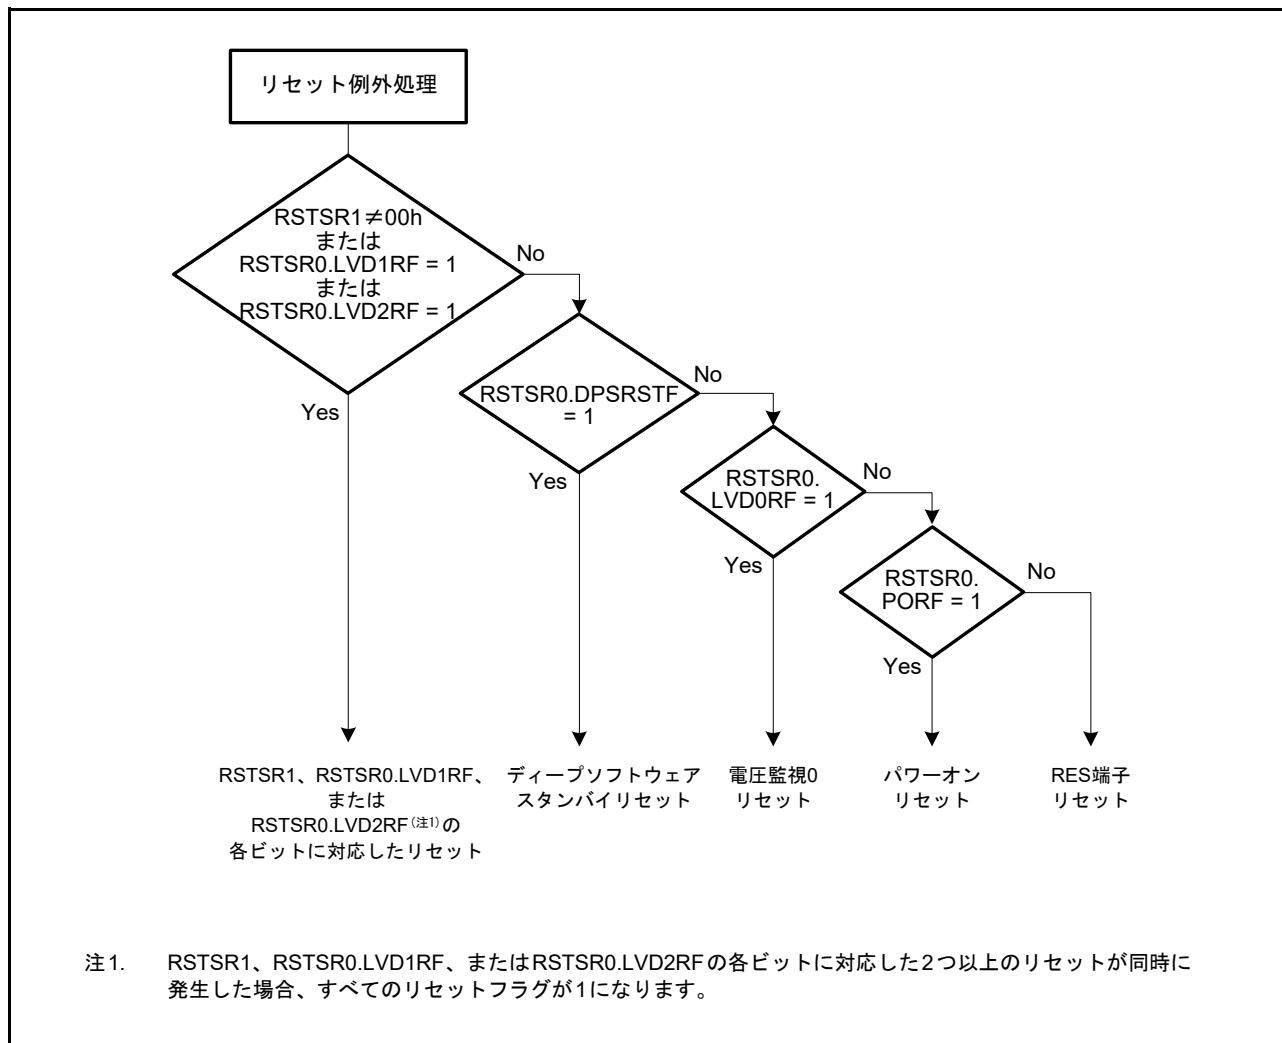 リセット例外処理
RSTSR1≠00h
または
RSTSR0.LVD1RF = 1
または
RSTSR0.LVD2RF = 1
No
Yes
RSTSR0.DPSRSTF
= 1
No
Yes
RSTSR0.
LVD0RF = 1
No
Yes
RSTSR0.
PORF = 1
No
Yes
RSTSR1、RSTSR0.LVD1RF、
または
RSTSR0.LVD2RF(注1)の
各ビットに対応したリセット
ディープソフトウェア
スタンバイリセット
電圧監視0
リセット
パワーオン
リセット
RES端子
リセット
注1. RSTSR1、RSTSR0.LVD1RF、またはRSTSR0.LVD2RFの各ビットに対応した2つ以上のリセットが同時に
発生した場合、すべてのリセットフラグが1になります。